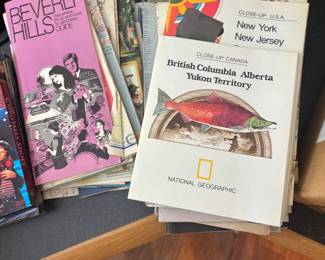 BEVERLY
HILLS
GUIDE
CLOSE-UP: U.S.A.
New York
New Jersey
CLOSE-UP: CANADA
British Columbia Alberta
Yukon Territory
NATIONAL GEOGRAPHIC